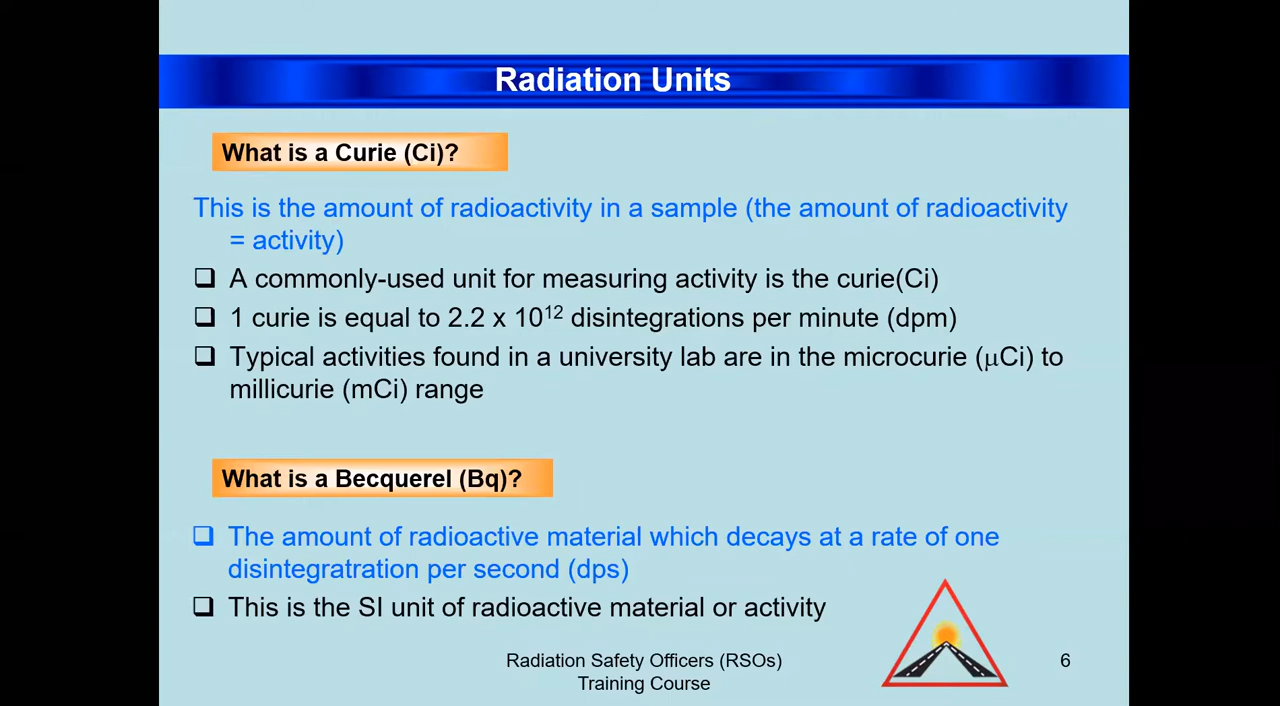 Radiation Units
What is a Curie (Ci)?
This is the amount of radioactivity in a sample (the amount of radioactivity
= activity)
❑ A commonly-used unit for measuring activity is the curie(Ci)
❑ 1 curie is equal to 2.2 x 10¹² disintegrations per minute (dpm)
❑ Typical activities found in a university lab are in the microcurie (μCi) to
millicurie (mCi) range
What is a Becquerel (Bq)?
❑ The amount of radioactive material which decays at a rate of one
disintegratration per second (dps)
❑ This is the SI unit of radioactive material or activity
Radiation Safety Officers (RSOs)
Training Course
6